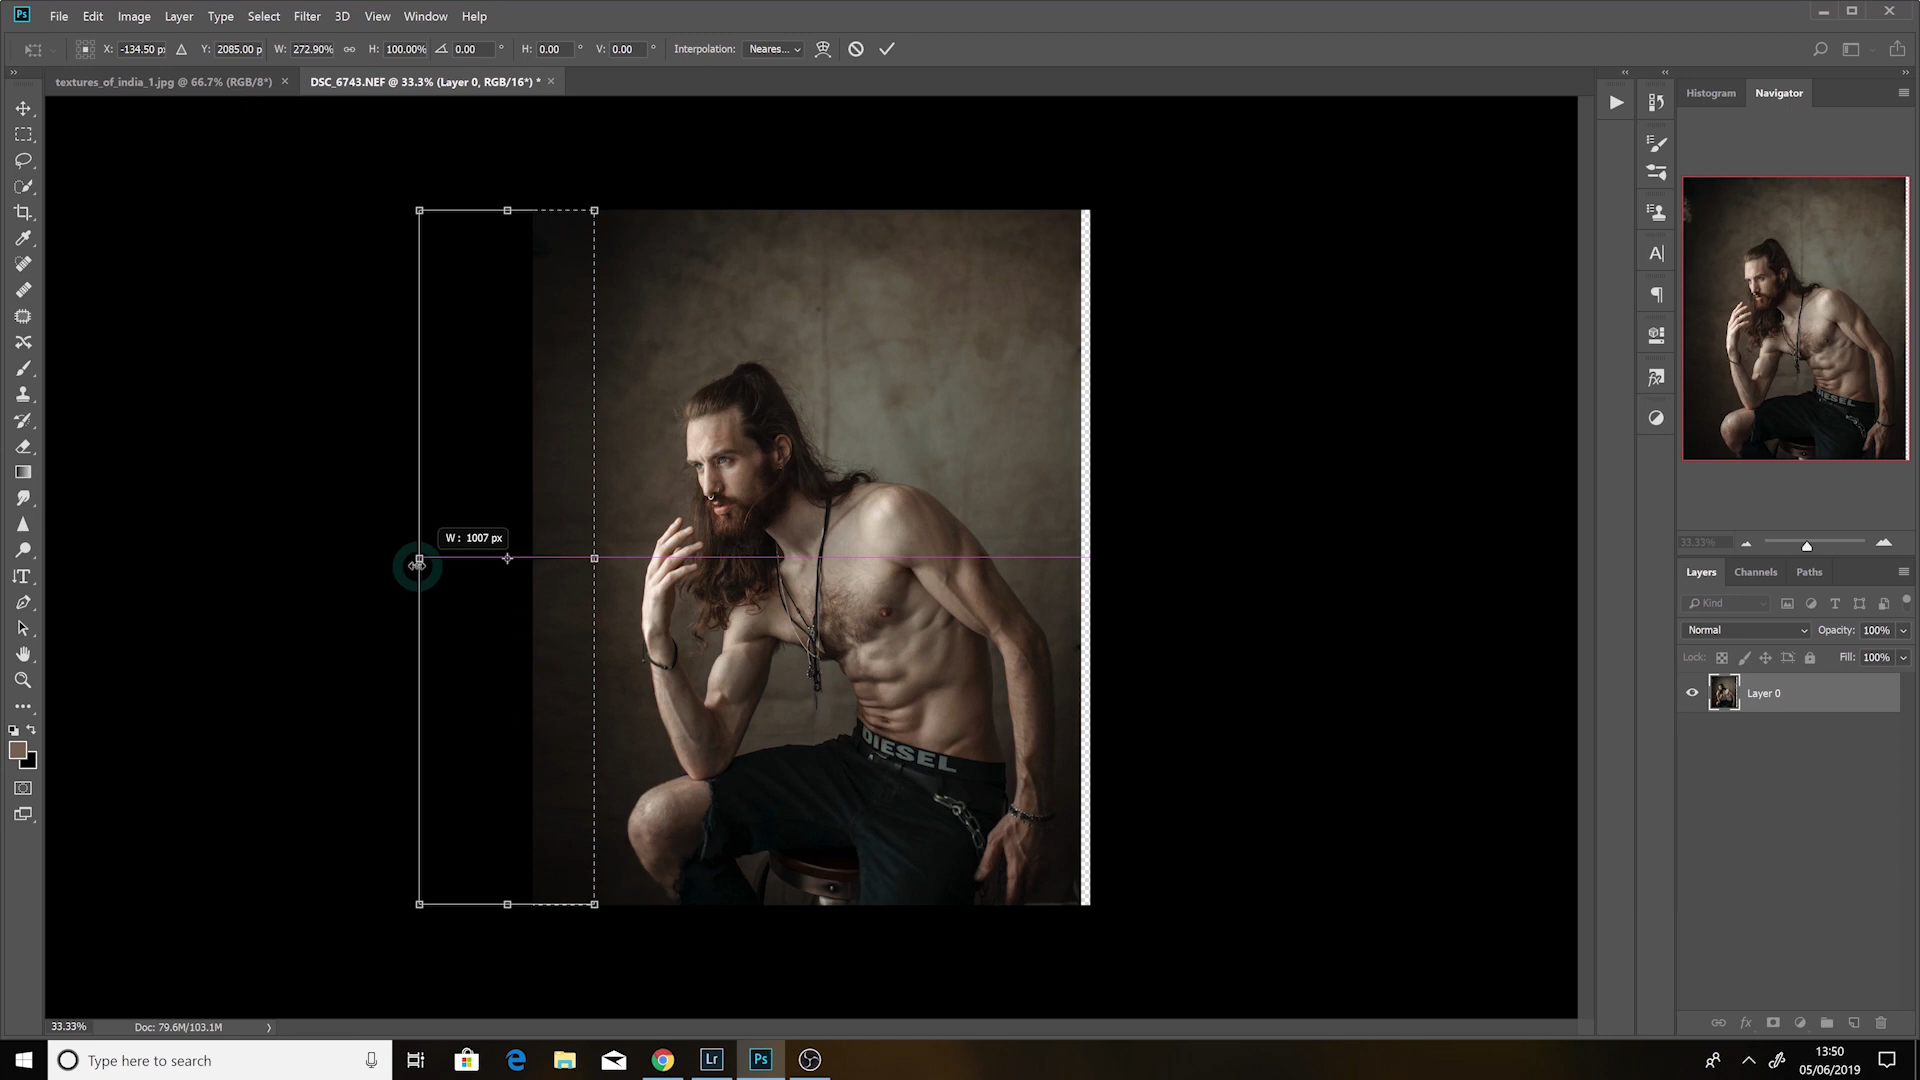 Ps File Edit Image Layer Type Select Filter 3D View Window Help
X: -134.50 p Y: 2085.00 p W: 272.90% H: 100.00% 0.00 ° H: 0.00 ° V: 0.00 ° Interpolation: Neares...
textures_of_india_1.jpg @ 66.7% (RGB/8*) × DSC_6743.NEF @ 33.3% (Layer 0, RGB/16*) * ×
Histogram Navigator
W : 1007 px
DIESEL
33.33%
Layers Channels Paths
Kind
Normal Opacity: 100%
Lock: Fill: 100%
Layer 0
33.33% Doc: 79.6M/103.1M
Type here to search
Lr Ps
13:50
05/06/2019